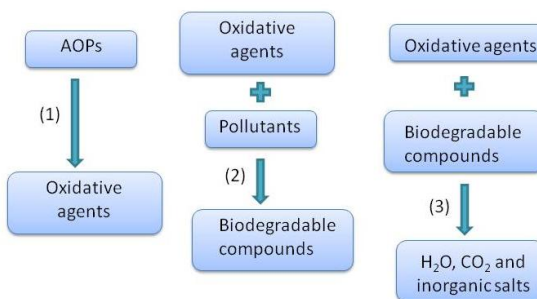 AOPs
(1)
Oxidative
agents
Oxidative
agents
Pollutants
(2)
Biodegradable
compounds
Oxidative agents
Biodegradable
compounds
(3)
H₂O, CO₂ and
inorganic salts